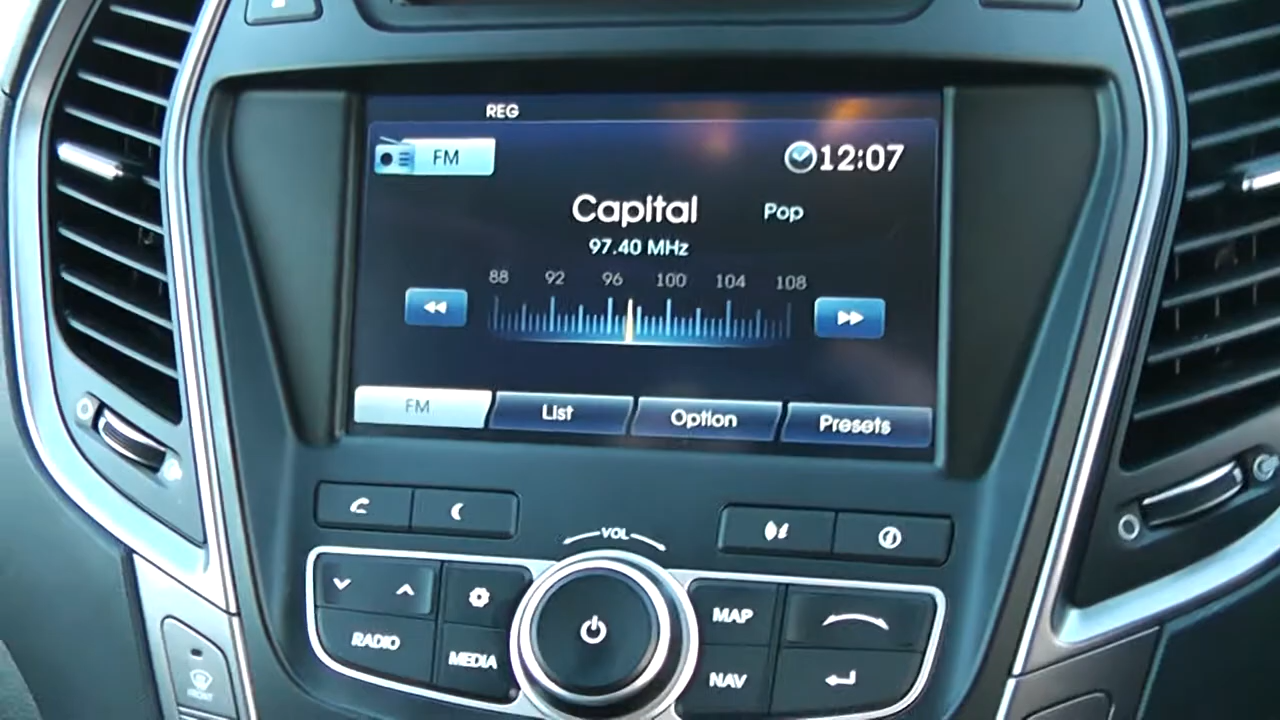 REG
FM
12:07
Capital Pop
97.40 MHz
88 92 96 100 104 108
FM List Option Presets
VOL
RADIO
MEDIA
MAP
NAV
FRONT